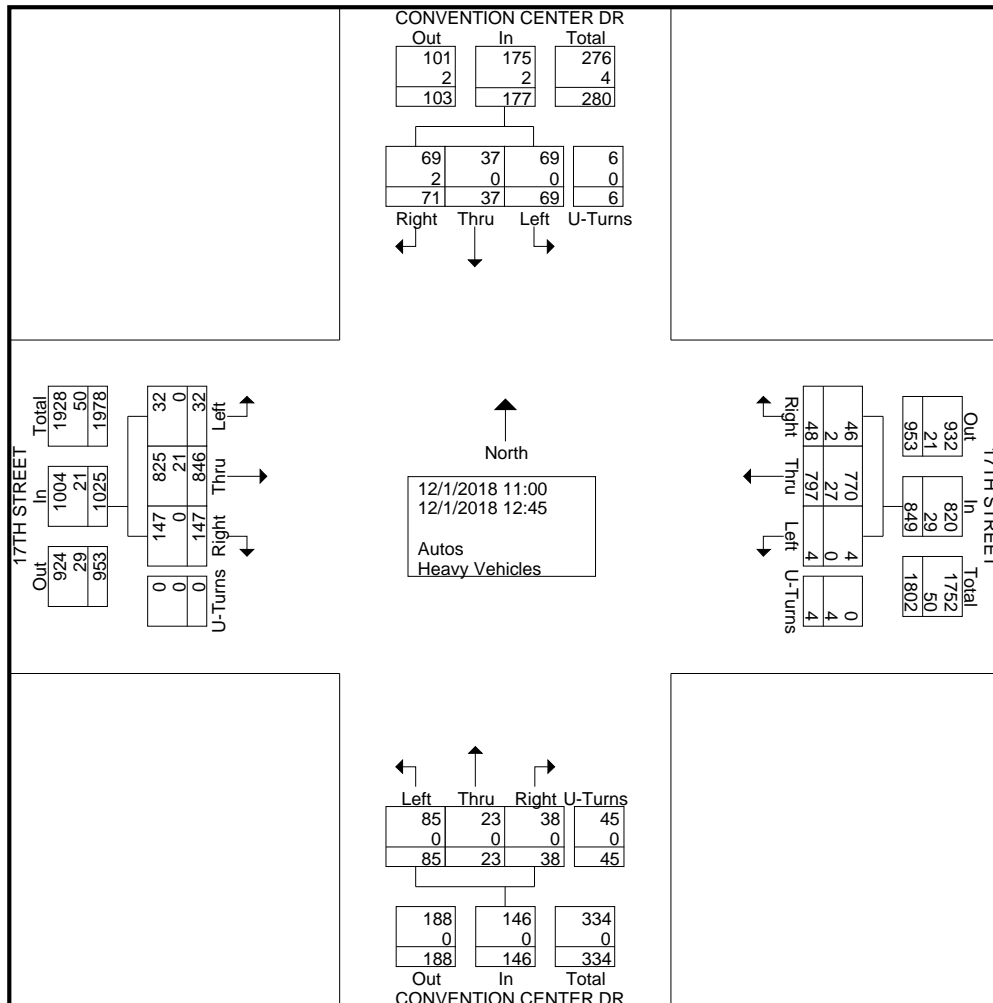 CONVENTION CENTER DR
Out In Total
101 175 276
2 2 4
103 177 280
69 37 69 6
2 0 0 0
71 37 69 6
Right Thru Left U-Turns
17TH STREET
Total In Out
1928 1004 924
50 21 29
1978 1025 953
32 825 147 0
0 21 0 0
32 846 147 0
Left Thru Right U-Turns
North
12/1/2018 11:00
12/1/2018 12:45
Autos
Heavy Vehicles
17TH STREET
Out In Total
932 820 1752
21 29 50
953 849 1802
46 770 4 0
2 27 0 4
48 797 4 4
Right Thru Left U-Turns
Left Thru Right U-Turns
85 23 38 45
0 0 0 0
85 23 38 45
188 146 334
0 0 0
188 146 334
Out In Total
CONVENTION CENTER DR